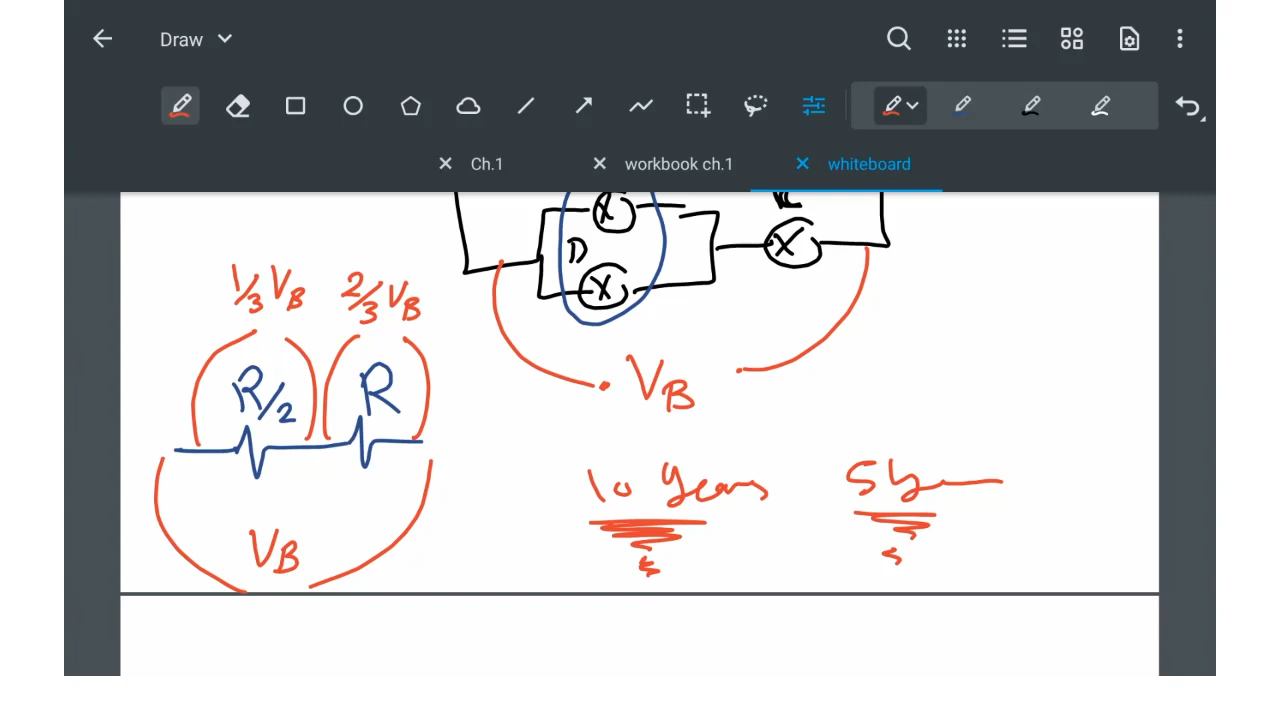 Draw
Ch.1
workbook ch.1
whiteboard
X
D
X
X
1/3 VB
2/3 VB
R/2
R
VB
VB
10 Years
5 Y